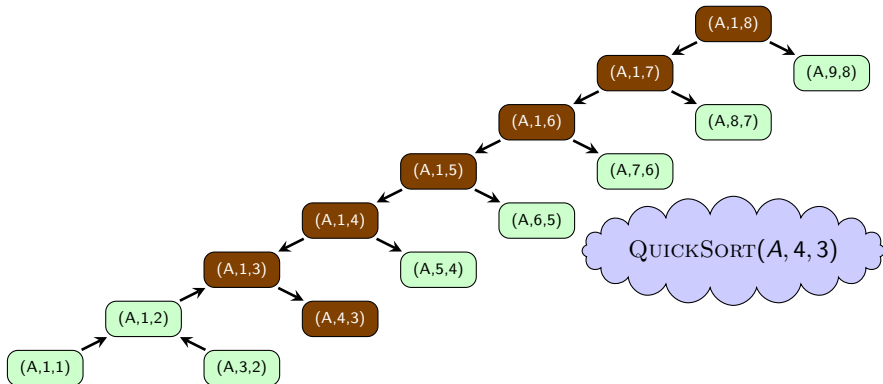 (A,1,8)
(A,1,7)
(A,9,8)
(A,1,6)
(A,8,7)
(A,1,5)
(A,7,6)
(A,1,4)
(A,6,5)
QUICKSORT(A, 4, 3)
(A,1,3)
(A,5,4)
(A,1,2)
(A,4,3)
(A,1,1)
(A,3,2)